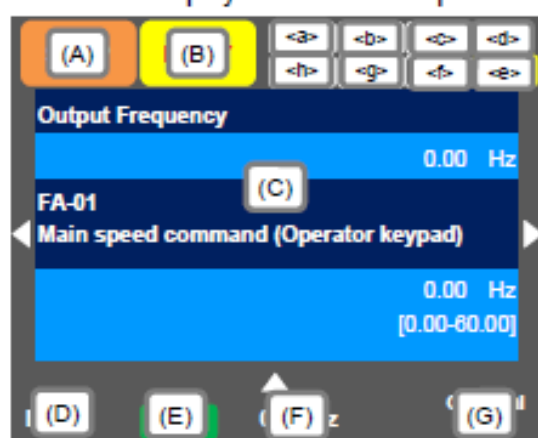 (A) (B) <a> <b> <c> <d>
<h> <g> <f> <e>
Output Frequency
0.00 Hz
(C)
FA-01
Main speed command (Operator keypad)
0.00 Hz
[0.00-60.00]
(D) (E) (F) (G)